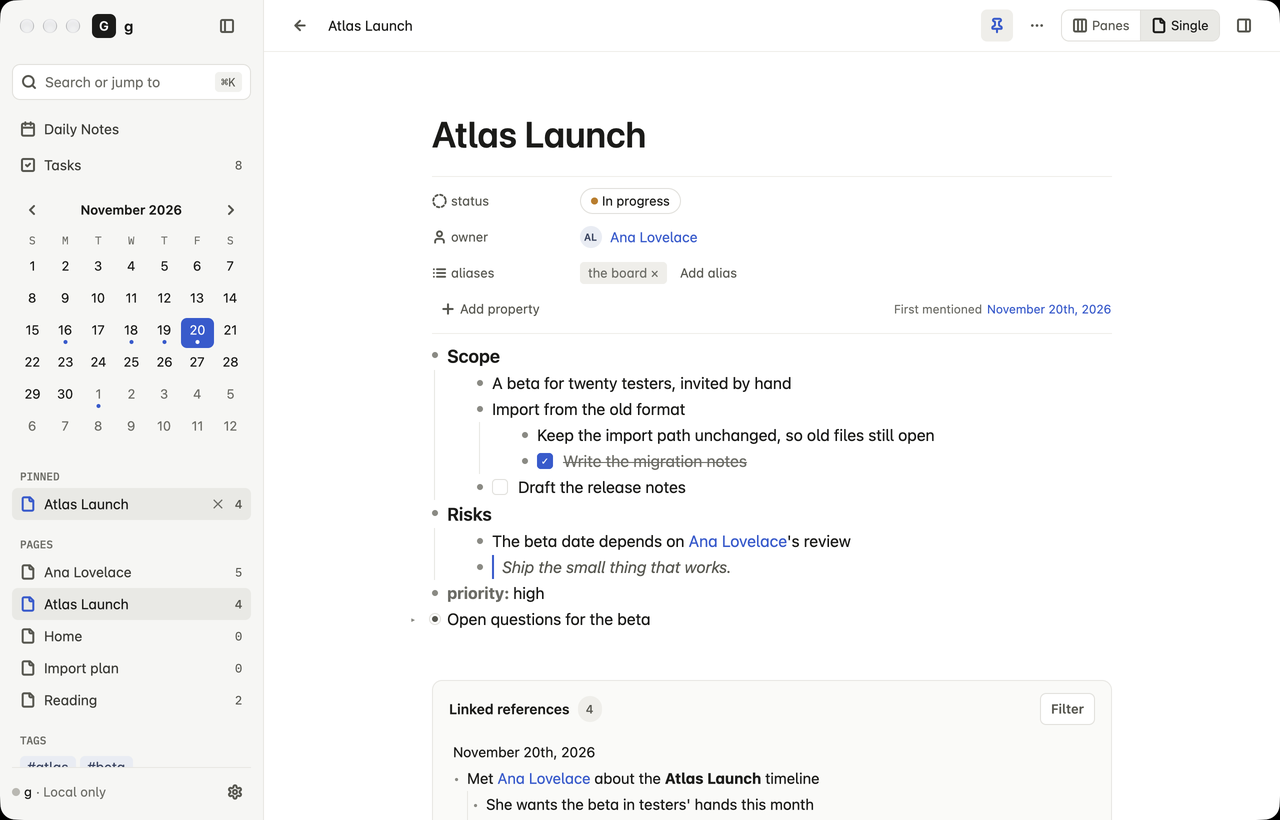 G g
Search or jump to ⌘K
Daily Notes
Tasks 8
November 2026
S M T W T F S
1 2 3 4 5 6 7
8 9 10 11 12 13 14
15 16 17 18 19 20 21
22 23 24 25 26 27 28
29 30 1 2 3 4 5
6 7 8 9 10 11 12
PINNED
Atlas Launch 4
PAGES
Ana Lovelace 5
Atlas Launch 4
Home 0
Import plan 0
Reading 2
TAGS
#atlas #beta
g · Local only
Atlas Launch
Panes Single
Atlas Launch
status In progress
owner AL Ana Lovelace
aliases the board × Add alias
Add property First mentioned November 20th, 2026
Scope
A beta for twenty testers, invited by hand
Import from the old format
Keep the import path unchanged, so old files still open
Write the migration notes
Draft the release notes
Risks
The beta date depends on Ana Lovelace's review
Ship the small thing that works.
priority: high
Open questions for the beta
Linked references 4 Filter
November 20th, 2026
Met Ana Lovelace about the Atlas Launch timeline
She wants the beta in testers' hands this month